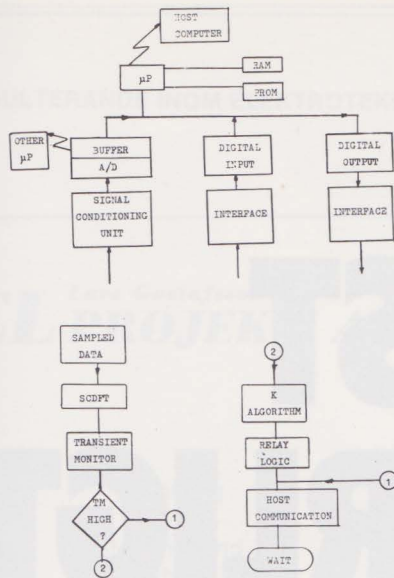 HOST
COMPUTER
µP
RAM
PROM
OTHER
µP
BUFFER
A/D
DIGITAL
INPUT
DIGITAL
OUTPUT
SIGNAL
CONDITIONING
UNIT
INTERFACE
INTERFACE
PROJEK
SAMPLED
DATA
SCDFT
TRANSIENT
MONITOR
TM
HIGH
?
1
2
2
K
ALGORITHM
RELAY
LOGIC
1
HOST
COMMUNICATION
WAIT